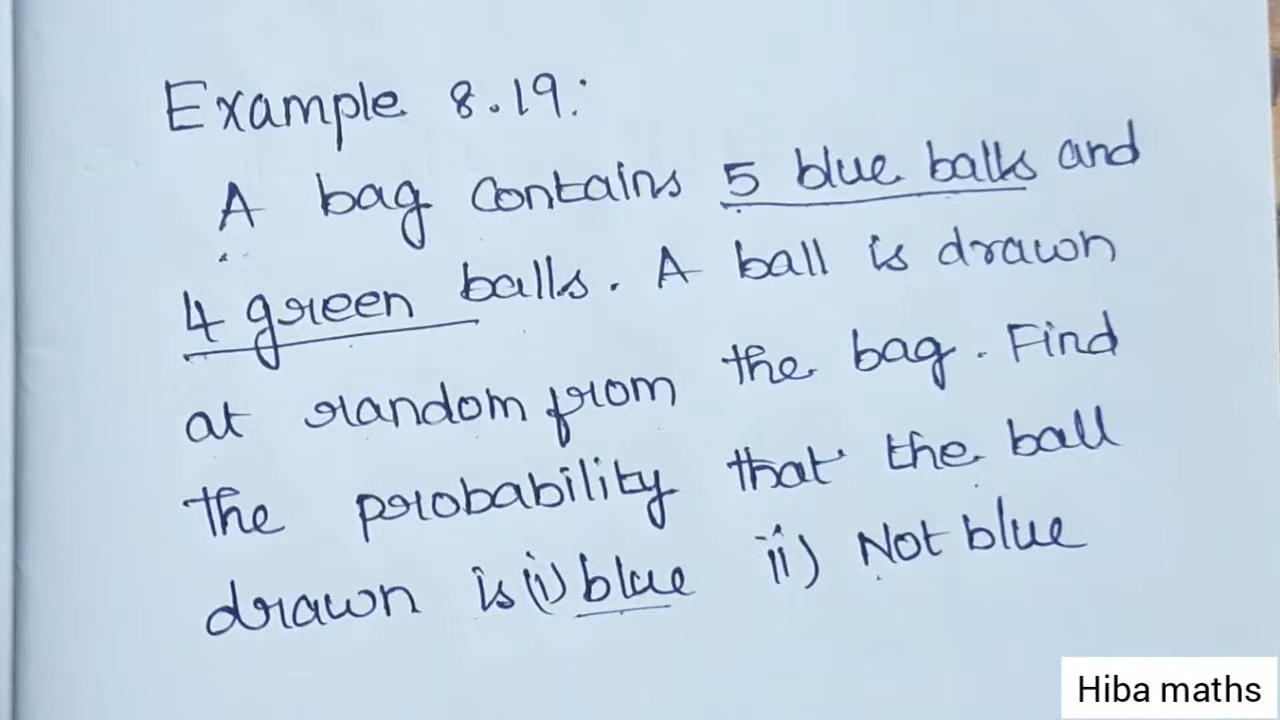 Example 8.19:
A bag contains 5 blue balls and
4 green balls. A ball is drawn
at random from the bag. Find
the probability that the ball
drawn is (i) blue ii) Not blue
Hiba maths